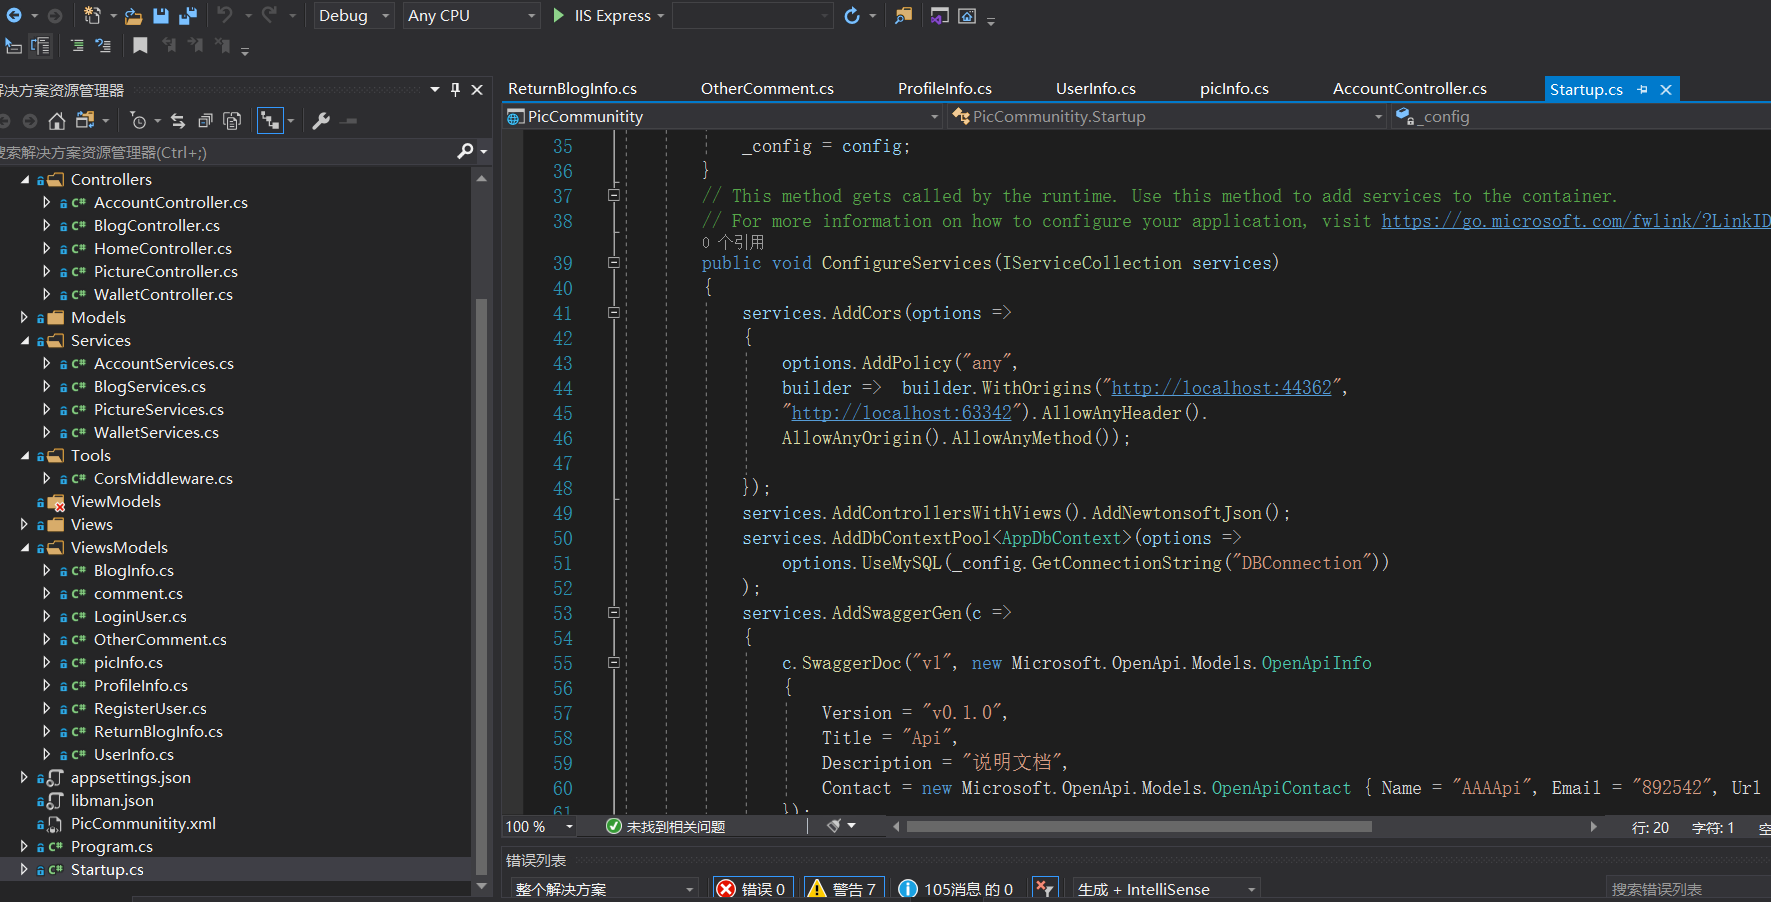 Debug
Any CPU
IIS Express
解决方案资源管理器
搜索解决方案资源管理器(Ctrl+;)
Controllers
C# AccountController.cs
C# BlogController.cs
C# HomeController.cs
C# PictureController.cs
C# WalletController.cs
Models
Services
C# AccountServices.cs
C# BlogServices.cs
C# PictureServices.cs
C# WalletServices.cs
Tools
C# CorsMiddleware.cs
ViewModels
Views
ViewsModels
C# BlogInfo.cs
C# comment.cs
C# LoginUser.cs
C# OtherComment.cs
C# picInfo.cs
C# ProfileInfo.cs
C# RegisterUser.cs
C# ReturnBlogInfo.cs
C# UserInfo.cs
appsettings.json
libman.json
PicCommunitity.xml
C# Program.cs
C# Startup.cs
ReturnBlogInfo.cs OtherComment.cs ProfileInfo.cs UserInfo.cs picInfo.cs AccountController.cs Startup.cs
PicCommunitity PicCommunitity.Startup _config
35 _config = config;
36 }
37 // This method gets called by the runtime. Use this method to add services to the container.
38 // For more information on how to configure your application, visit https://go.microsoft.com/fwlink/?LinkID
0 个引用
39 public void ConfigureServices(IServiceCollection services)
40 {
41 services.AddCors(options =>
42 {
43 options.AddPolicy("any",
44 builder => builder.WithOrigins("http://localhost:44362",
45 "http://localhost:63342").AllowAnyHeader().
46 AllowAnyOrigin().AllowAnyMethod());
47
48 });
49 services.AddControllersWithViews().AddNewtonsoftJson();
50 services.AddDbContextPool<AppDbContext>(options =>
51 options.UseMySQL(_config.GetConnectionString("DBConnection"))
52 );
53 services.AddSwaggerGen(c =>
54 {
55 c.SwaggerDoc("v1", new Microsoft.OpenApi.Models.OpenApiInfo
56 {
57 Version = "v0.1.0",
58 Title = "Api",
59 Description = "说明文档",
60 Contact = new Microsoft.OpenApi.Models.OpenApiContact { Name = "AAAApi", Email = "892542", Url
61 });
100 % 未找到相关问题 行: 20 字符: 1
错误列表
整个解决方案 错误 0 警告 7 105消息 的 0 生成 + IntelliSense 搜索错误列表